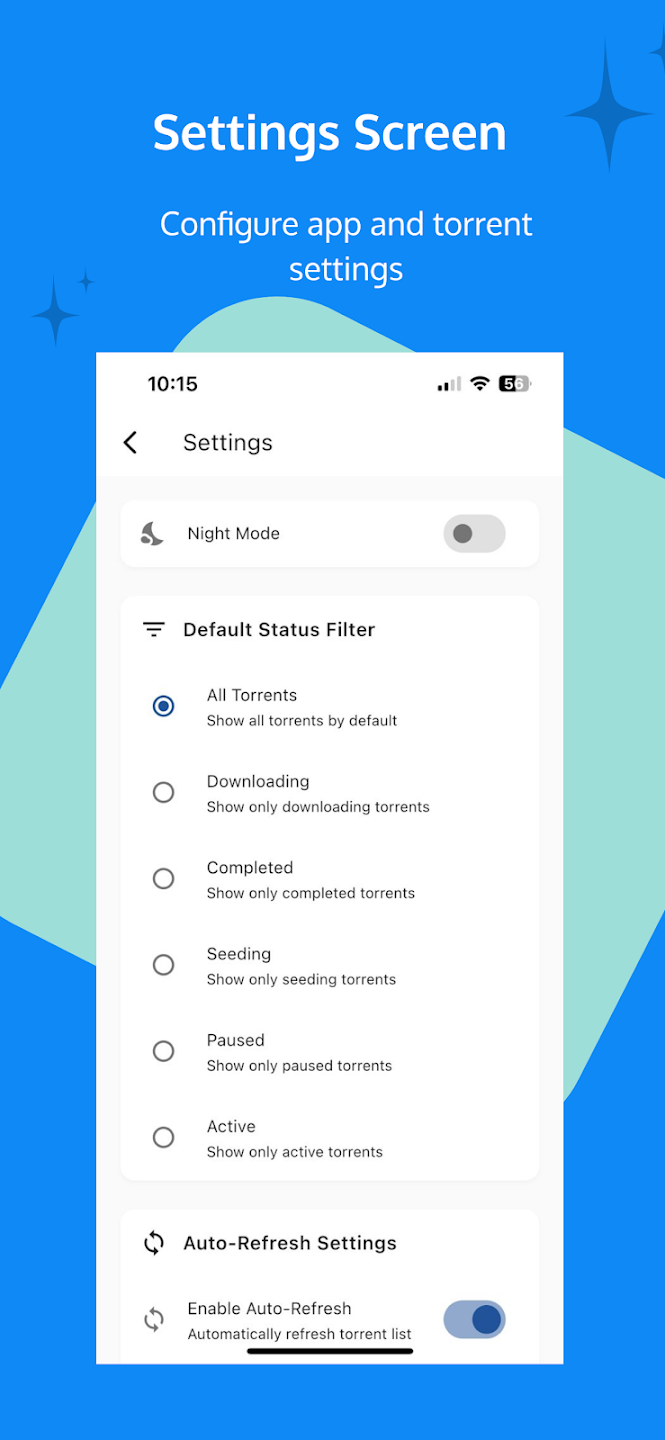 Settings Screen
Configure app and torrent
settings
10:15
56
Settings
Night Mode
Default Status Filter
All Torrents
Show all torrents by default
Downloading
Show only downloading torrents
Completed
Show only completed torrents
Seeding
Show only seeding torrents
Paused
Show only paused torrents
Active
Show only active torrents
Auto-Refresh Settings
Enable Auto-Refresh
Automatically refresh torrent list